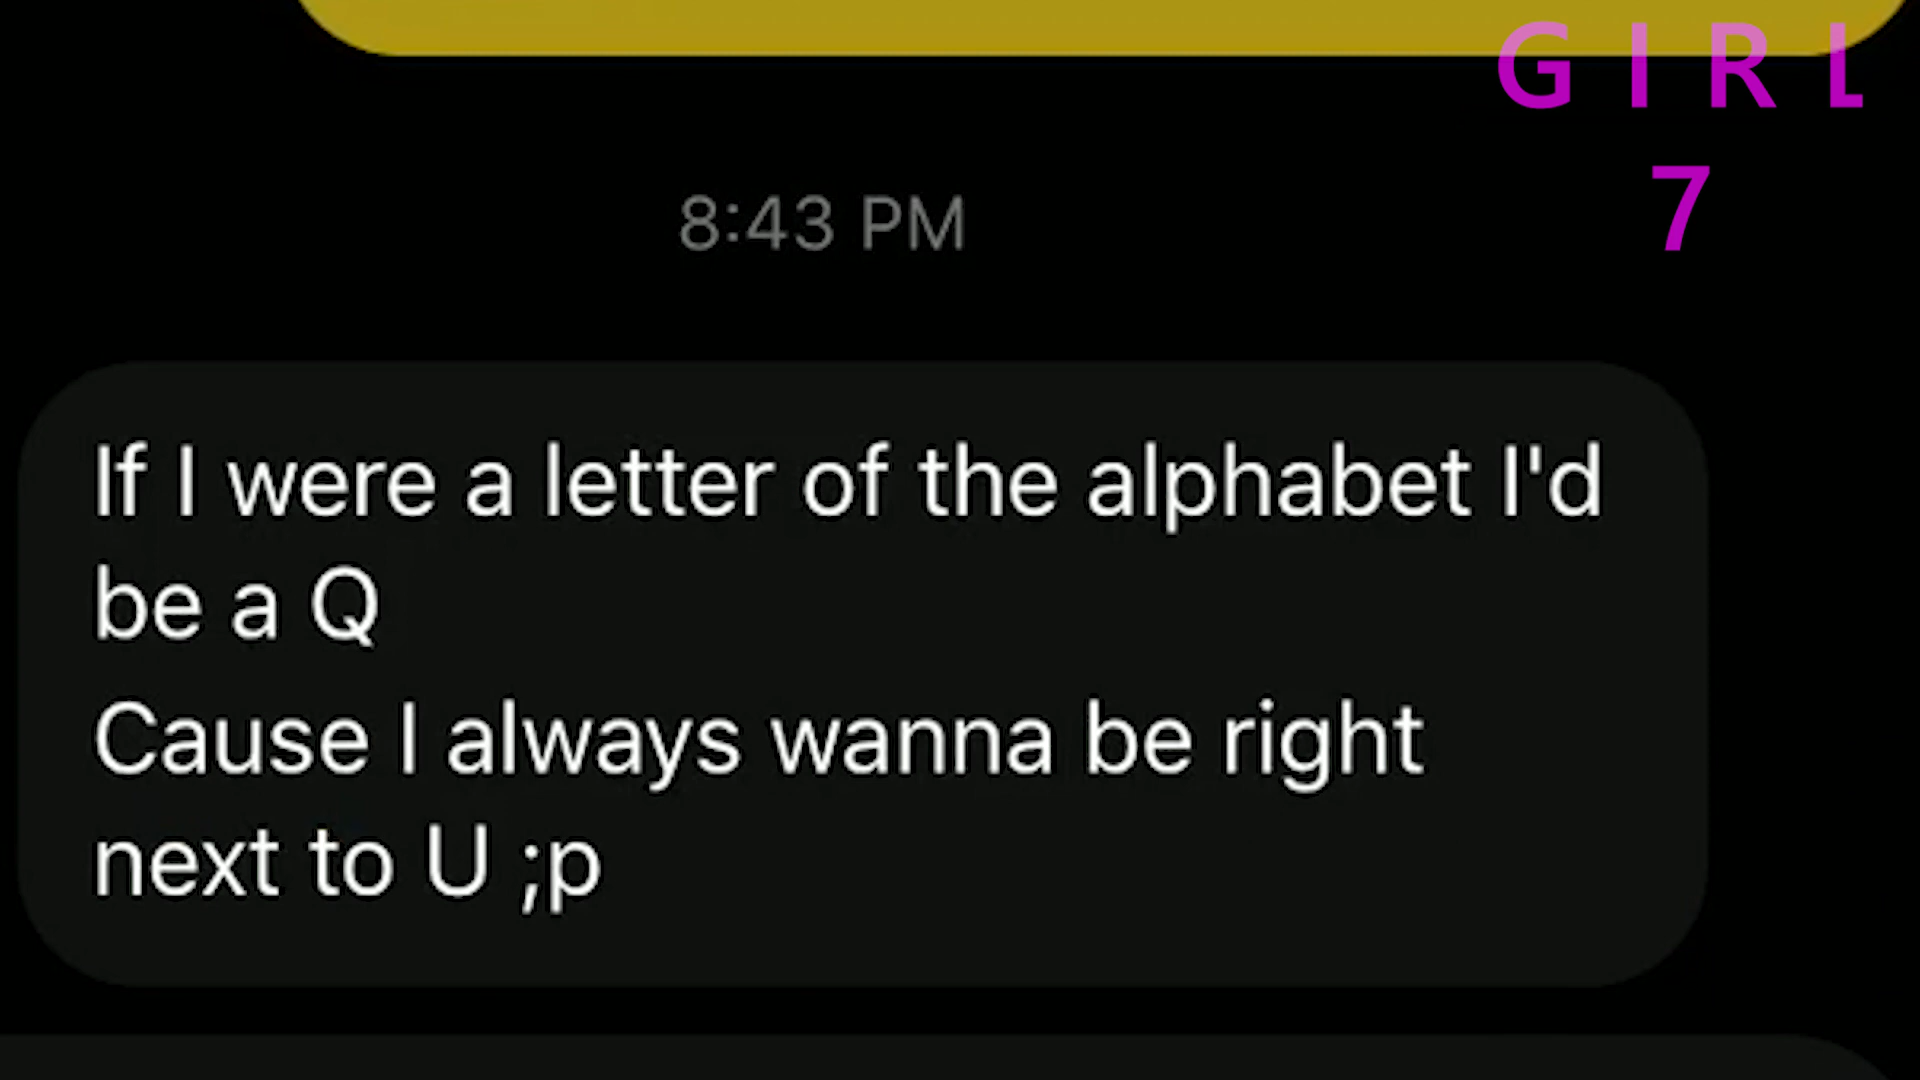 G I R L
7
8:43 PM
If I were a letter of the alphabet I'd
be a Q
Cause I always wanna be right
next to U ;p